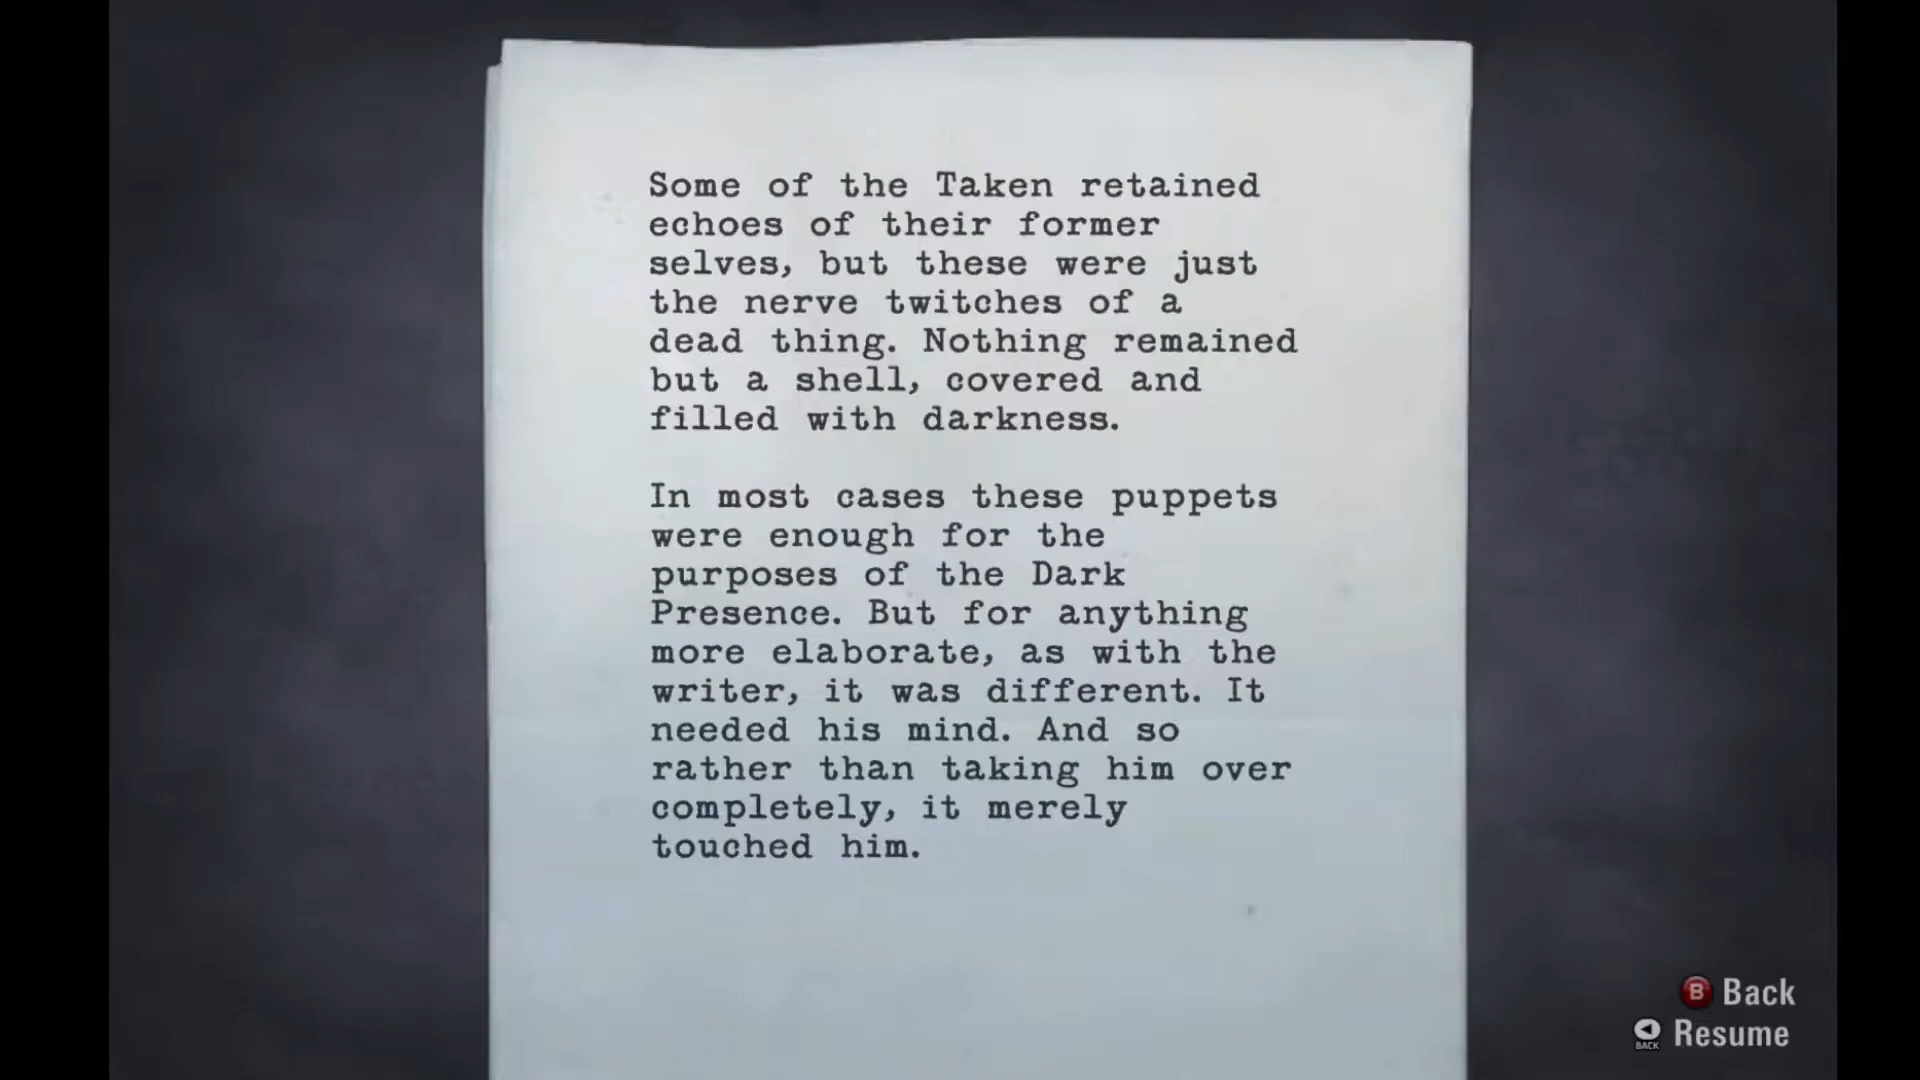 Some of the Taken retained
echoes of their former
selves, but these were just
the nerve twitches of a
dead thing. Nothing remained
but a shell, covered and
filled with darkness.
In most cases these puppets
were enough for the
purposes of the Dark
Presence. But for anything
more elaborate, as with the
writer, it was different. It
needed his mind. And so
rather than taking him over
completely, it merely
touched him.
B Back
BACK Resume